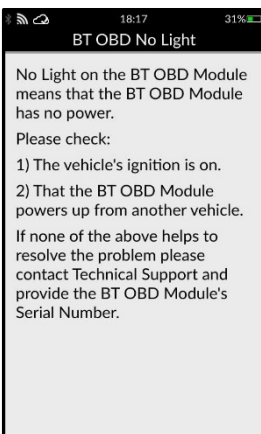 18:17
31%
BT OBD No Light
No Light on the BT OBD Module
means that the BT OBD Module
has no power.
Please check:
1) The vehicle's ignition is on.
2) That the BT OBD Module
powers up from another vehicle.
If none of the above helps to
resolve the problem please
contact Technical Support and
provide the BT OBD Module's
Serial Number.